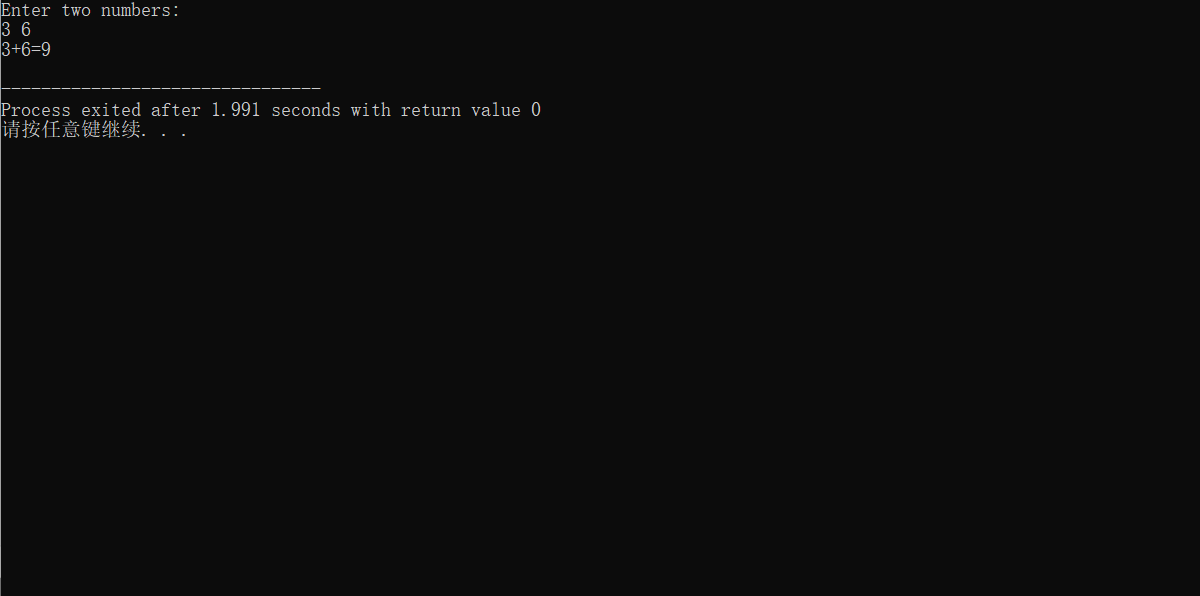 Enter two numbers:
3 6
3+6=9
--------------------------------
Process exited after 1.991 seconds with return value 0
请按任意键继续. . .